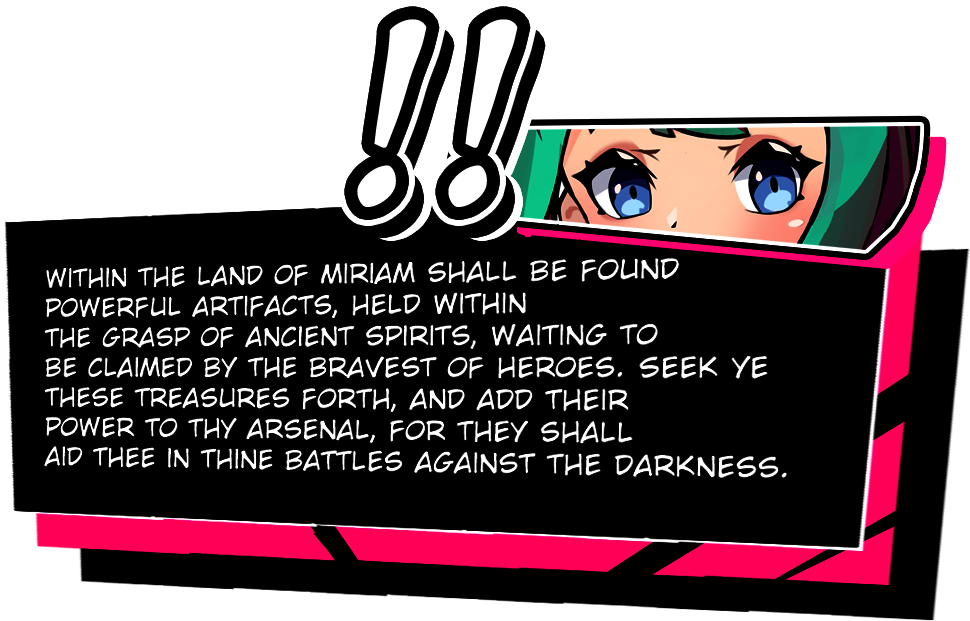 !!
WITHIN THE LAND OF MIRIAM SHALL BE FOUND
POWERFUL ARTIFACTS, HELD WITHIN
THE GRASP OF ANCIENT SPIRITS, WAITING TO
BE CLAIMED BY THE BRAVEST OF HEROES. SEEK YE
THESE TREASURES FORTH, AND ADD THEIR
POWER TO THY ARSENAL, FOR THEY SHALL
AID THEE IN THINE BATTLES AGAINST THE DARKNESS.